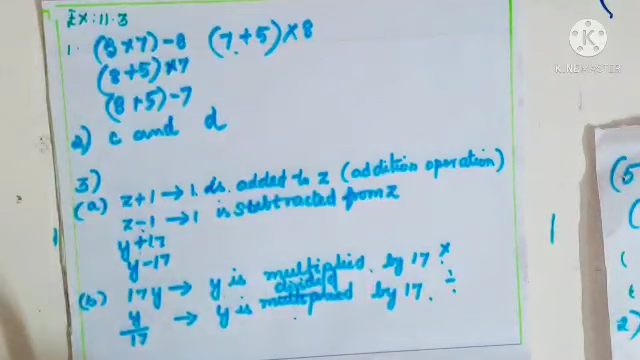 Ex:11.3
1. (8×7)-8 (7+5)×8
(8+5)×7
(8+5)-7
2) c and d
3)
(a) z+1 → 1 is added to z (addition operation)
z-1 → 1 is subtracted from z
y+17
y-17
(b) 17y → y is multiplied by 17 ×
divided
y/17 → y is multiplied by 17. ÷
K
KINEMASTER
(5
(
(
2)